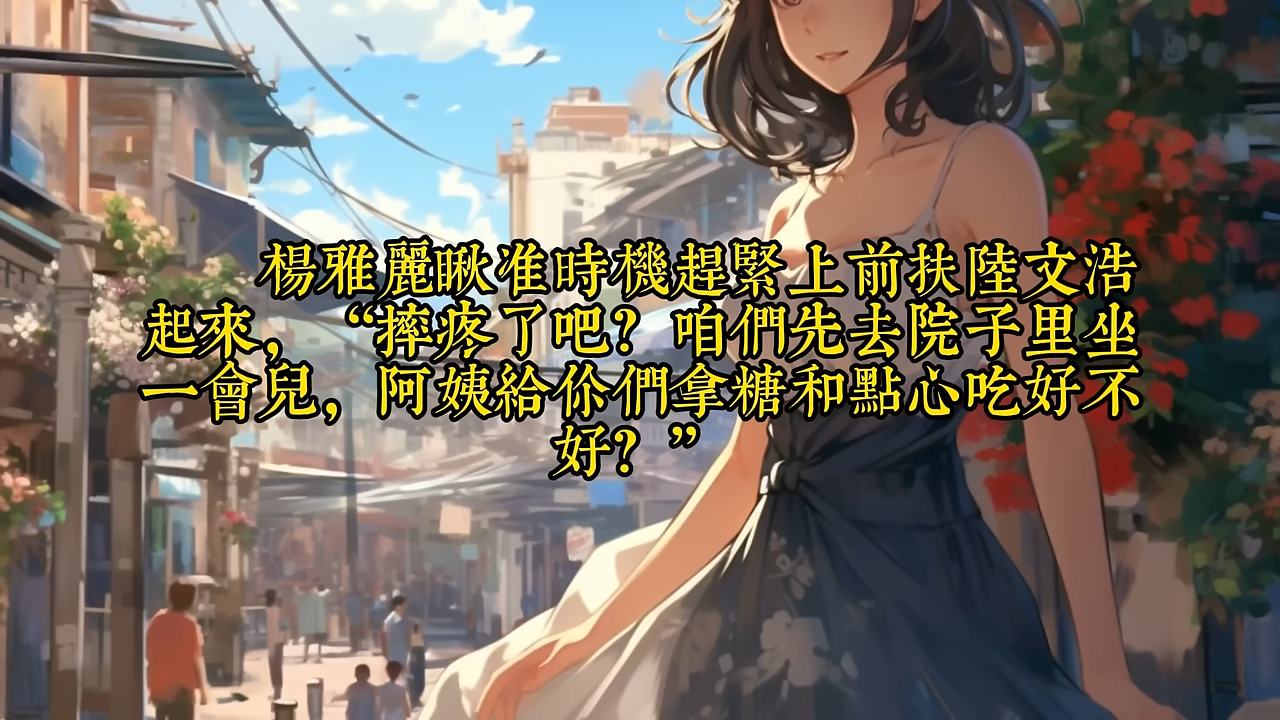 楊雅麗瞅准時機趕緊上前扶陸文浩
起來，“摔疼了吧？咱們先去院子里坐
一會兒，阿姨給伱們拿糖和點心吃好不
好？”